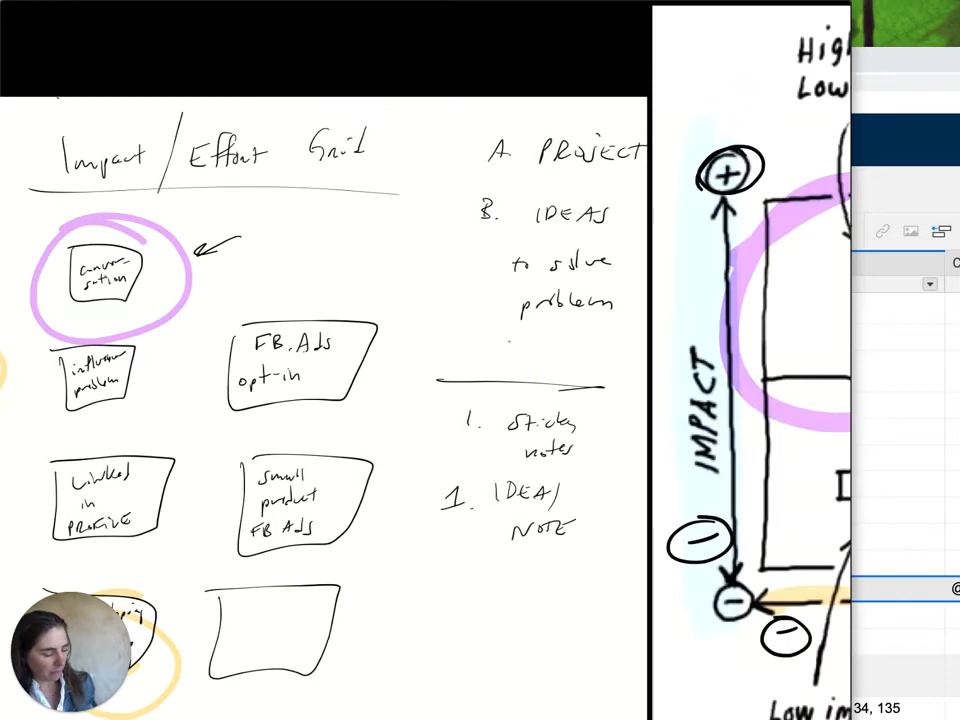 Impact / Effort Grid
conver-
sation
problem
FB. Ads
opt-in
Linked
in
PROFILE
small
product
FB Ads
A. PROJECT
B. IDEAS
to solve
problem
1. sticky
notes
1. IDEA/
NOTE
High
Low
+
IMPACT
-
-
-
Low im
34, 135